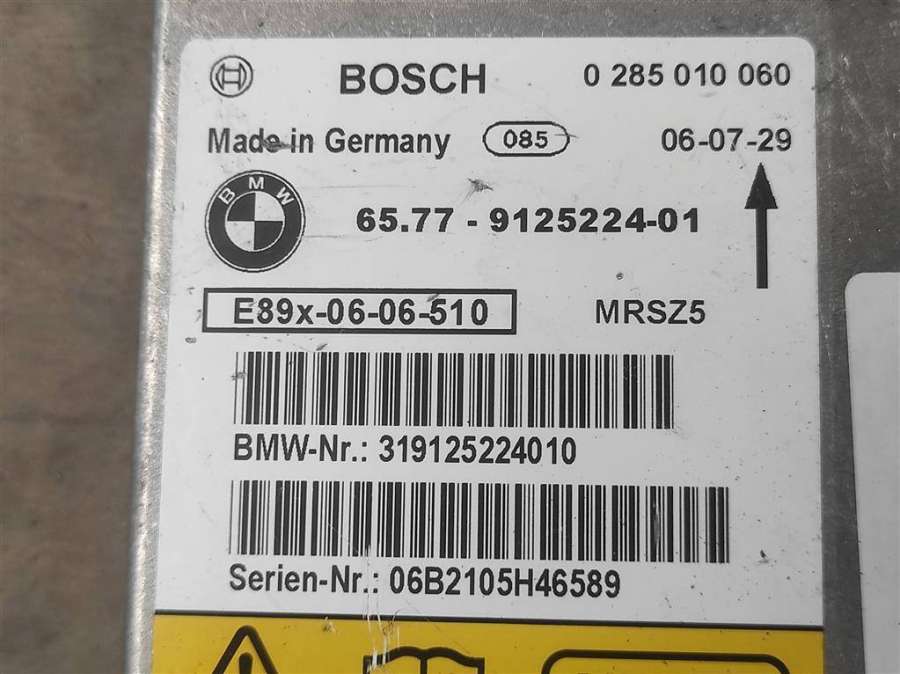 BOSCH 0 285 010 060
Made in Germany 085 06-07-29
BMW
65.77 - 9125224-01
E89x-06-06-510 MRSZ5
BMW-Nr.: 319125224010
Serien-Nr.: 06B2105H46589